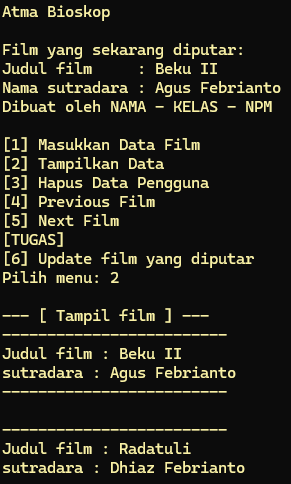 Atma Bioskop
Film yang sekarang diputar:
Judul film     : Beku II
Nama sutradara : Agus Febrianto
Dibuat oleh NAMA - KELAS - NPM
[1] Masukkan Data Film
[2] Tampilkan Data
[3] Hapus Data Pengguna
[4] Previous Film
[5] Next Film
[TUGAS]
[6] Update film yang diputar
Pilih menu: 2
--- [ Tampil film ] ---
-------------------------
Judul film : Beku II
sutradara : Agus Febrianto
-------------------------
-------------------------
Judul film : Radatuli
sutradara : Dhiaz Febrianto